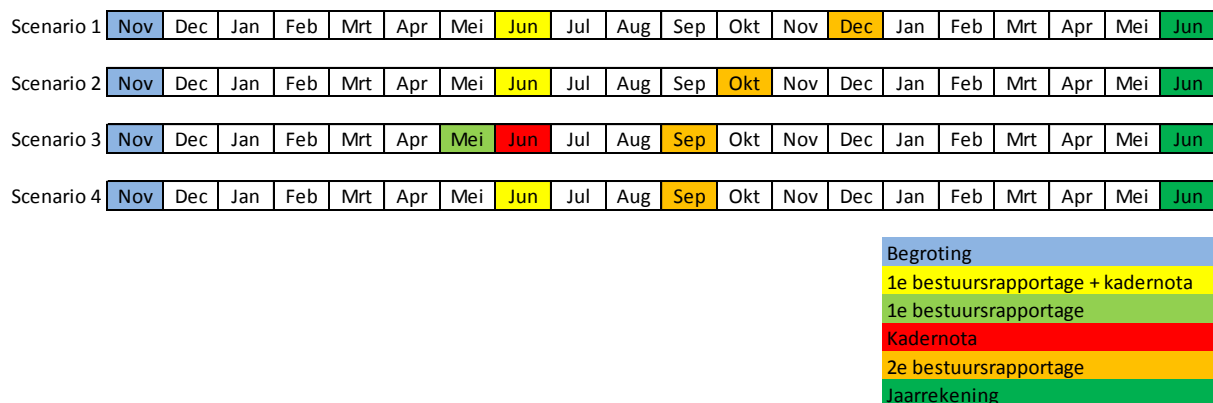 Scenario 1 Nov Dec Jan Feb Mrt Apr Mei Jun Jul Aug Sep Okt Nov Dec Jan Feb Mrt Apr Mei Jun
Scenario 2 Nov Dec Jan Feb Mrt Apr Mei Jun Jul Aug Sep Okt Nov Dec Jan Feb Mrt Apr Mei Jun
Scenario 3 Nov Dec Jan Feb Mrt Apr Mei Jun Jul Aug Sep Okt Nov Dec Jan Feb Mrt Apr Mei Jun
Scenario 4 Nov Dec Jan Feb Mrt Apr Mei Jun Jul Aug Sep Okt Nov Dec Jan Feb Mrt Apr Mei Jun
Begroting
1e bestuursrapportage + kadernota
1e bestuursrapportage
Kadernota
2e bestuursrapportage
Jaarrekening